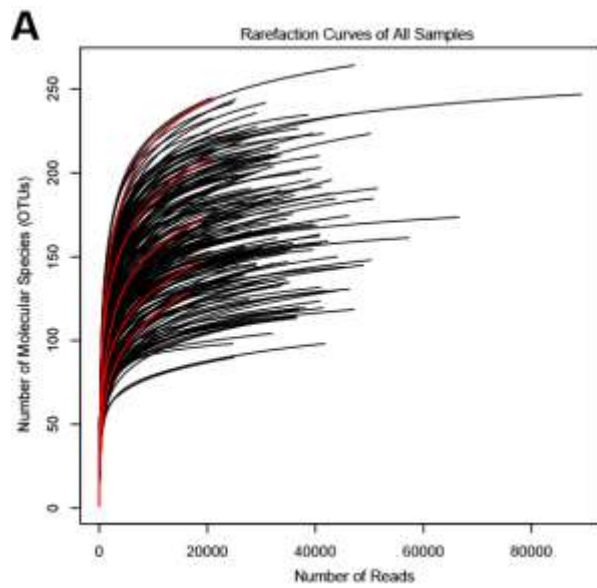 A
Rarefaction Curves of All Samples
Number of Molecular Species (OTUs)
250
200
150
100
50
0
0 20000 40000 60000 80000
Number of Reads